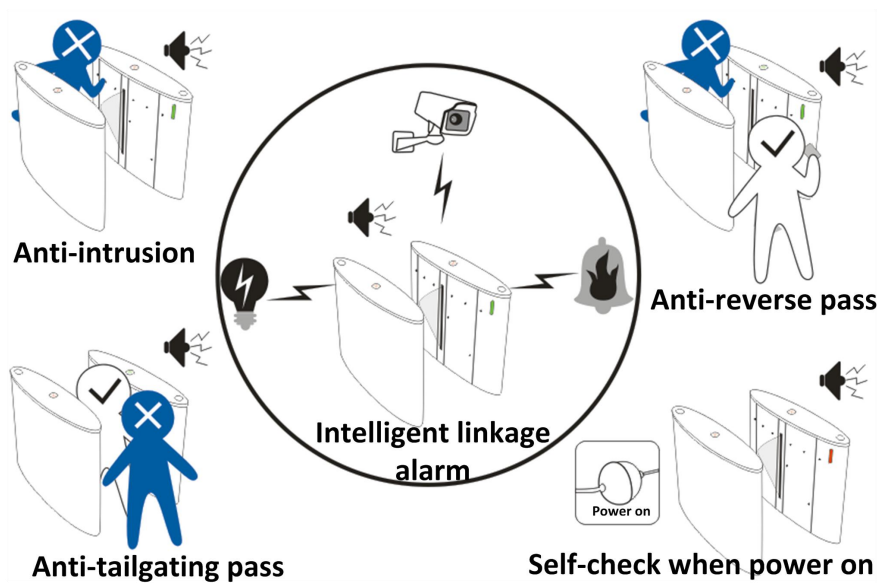 Anti-intrusion
Anti-reverse pass
Intelligent linkage
alarm
Power on
Anti-tailgating pass
Self-check when power on